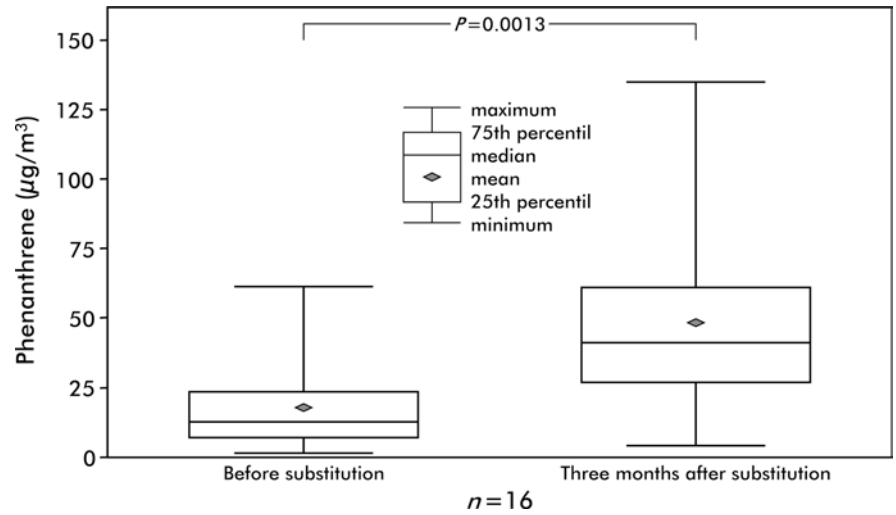 P=0.0013
150
125
100
75
50
25
0
Phenanthrene (µg/m³)
maximum
75th percentil
median
mean
25th percentil
minimum
Before substitution
Three months after substitution
n=16